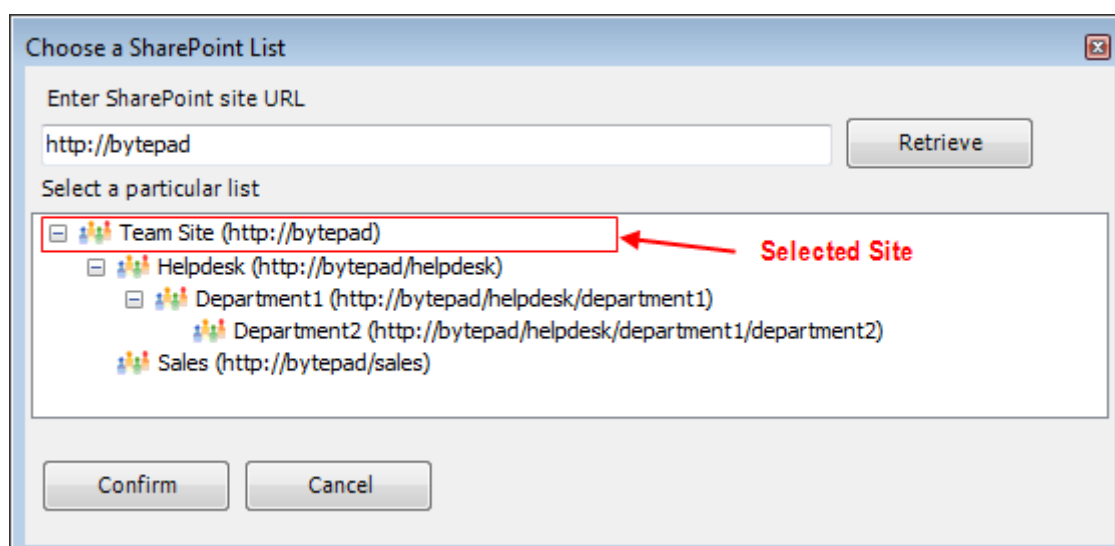 Choose a SharePoint List
Enter SharePoint site URL
http://bytepad
Retrieve
Select a particular list
Team Site (http://bytepad)
Selected Site
Helpdesk (http://bytepad/helpdesk)
Department1 (http://bytepad/helpdesk/department1)
Department2 (http://bytepad/helpdesk/department1/department2)
Sales (http://bytepad/sales)
Confirm
Cancel